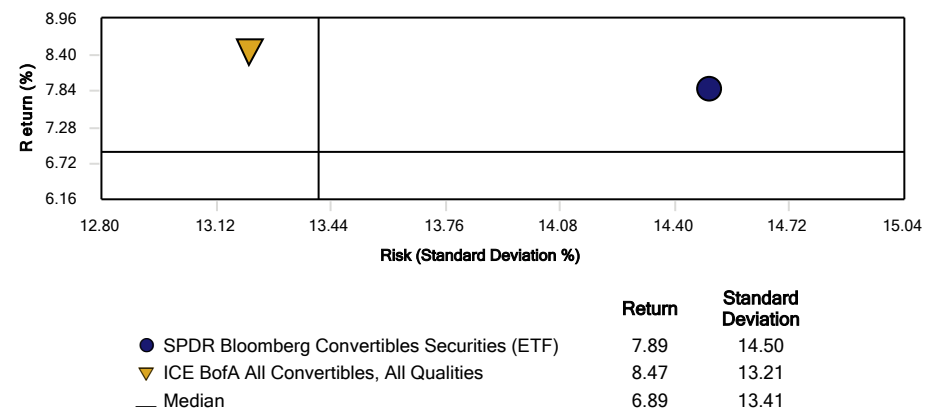 8.96
8.40
7.84
7.28
6.72
6.16
Return (%)
12.80 13.12 13.44 13.76 14.08 14.40 14.72 15.04
Risk (Standard Deviation %)
Return Standard Deviation
SPDR Bloomberg Convertibles Securities (ETF) 7.89 14.50
ICE BofA All Convertibles, All Qualities 8.47 13.21
Median 6.89 13.41